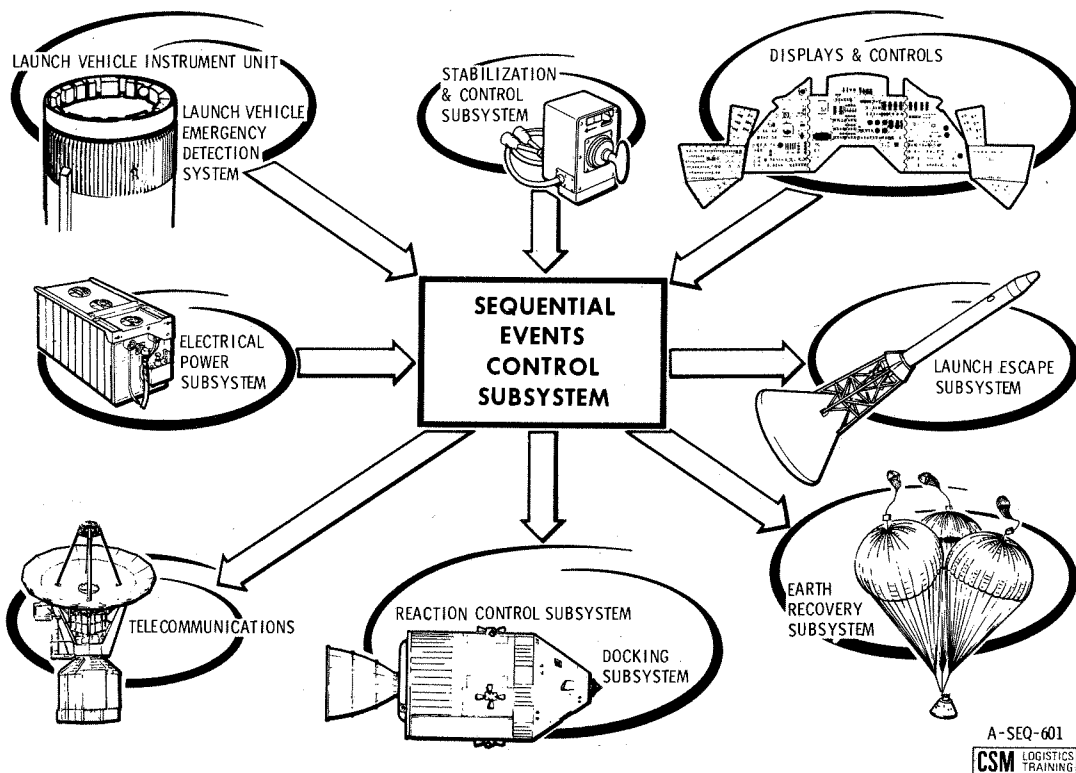 LAUNCH VEHICLE INSTRUMENT UNIT
LAUNCH VEHICLE
EMERGENCY
DETECTION
SYSTEM
STABILIZATION
& CONTROL
SUBSYSTEM
DISPLAYS & CONTROLS
ELECTRICAL
POWER
SUBSYSTEM
SEQUENTIAL
EVENTS
CONTROL
SUBSYSTEM
LAUNCH ESCAPE
SUBSYSTEM
TELECOMMUNICATIONS
REACTION CONTROL SUBSYSTEM
DOCKING
SUBSYSTEM
EARTH
RECOVERY
SUBSYSTEM
A-SEQ-601
CSM LOGISTICS
TRAINING